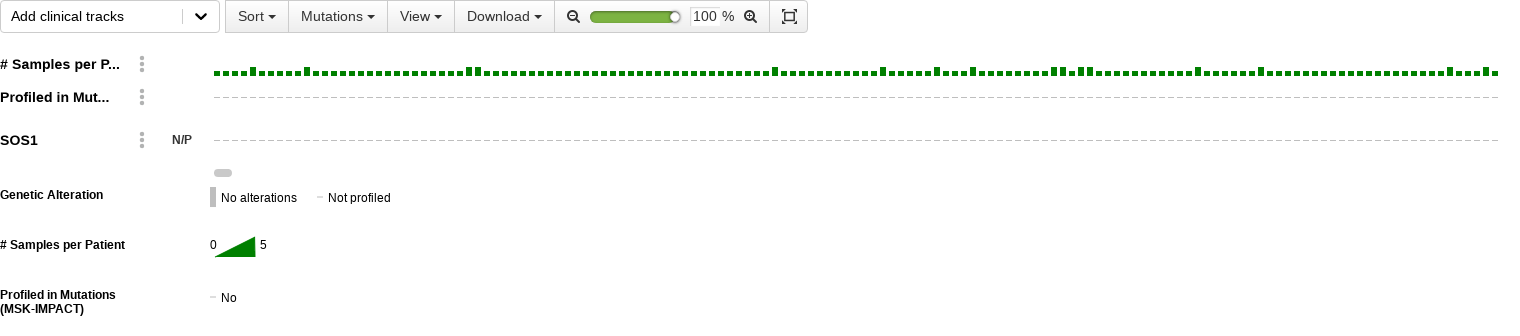 Add clinical tracks Sort Mutations View Download 100 %
# Samples per P...
Profiled in Mut...
SOS1 N/P
Genetic Alteration No alterations Not profiled
# Samples per Patient 0 5
Profiled in Mutations
(MSK-IMPACT) No